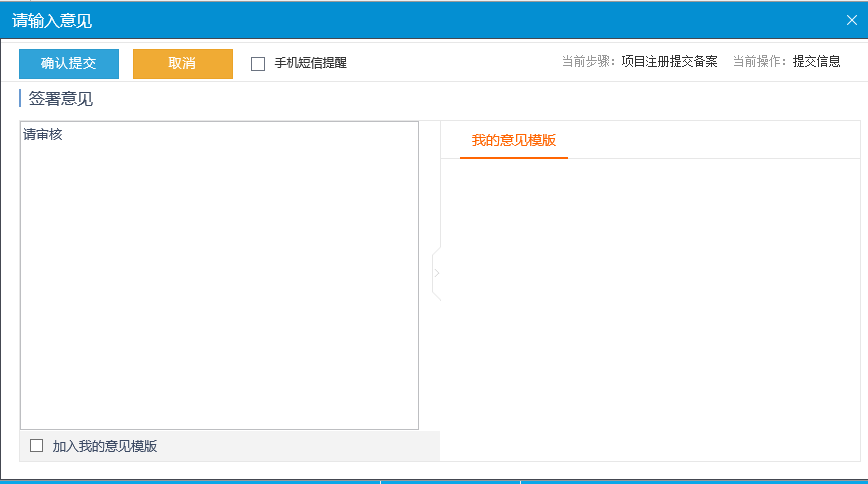 请输入意见
确认提交 取消 手机短信提醒 当前步骤：项目注册提交备案 当前操作：提交信息
签署意见
请审核
我的意见模版
加入我的意见模版